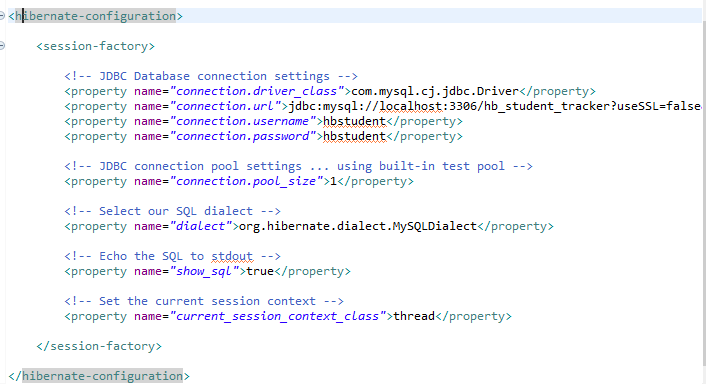 <hibernate-configuration>
<session-factory>
<!-- JDBC Database connection settings -->
<property name="connection.driver_class">com.mysql.cj.jdbc.Driver</property>
<property name="connection.url">jdbc:mysql://localhost:3306/hb_student_tracker?useSSL=false
<property name="connection.username">hbstudent</property>
<property name="connection.password">hbstudent</property>
<!-- JDBC connection pool settings ... using built-in test pool -->
<property name="connection.pool_size">1</property>
<!-- Select our SQL dialect -->
<property name="dialect">org.hibernate.dialect.MySQLDialect</property>
<!-- Echo the SQL to stdout -->
<property name="show_sql">true</property>
<!-- Set the current session context -->
<property name="current_session_context_class">thread</property>
</session-factory>
</hibernate-configuration>